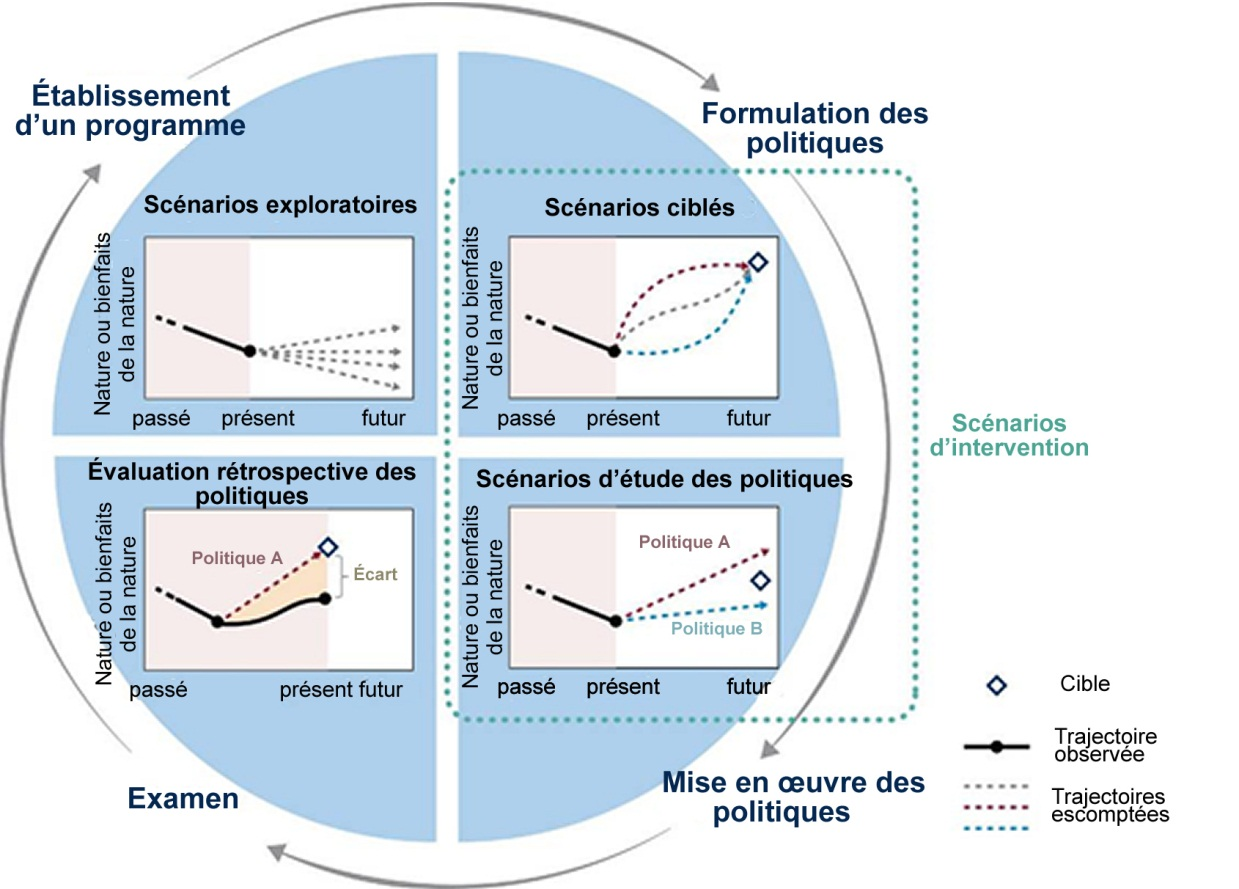 Établissement
d'un programme
Formulation des
politiques
Scénarios exploratoires
Nature ou bienfaits
de la nature
passé
présent
futur
Scénarios ciblés
Nature ou bienfaits
de la nature
passé
présent
futur
Scénarios
d'intervention
Évaluation rétrospective des
politiques
Nature ou bienfaits
de la nature
Politique A
Écart
passé
présent futur
Scénarios d'étude des politiques
Nature ou bienfaits
de la nature
Politique A
Politique B
passé
présent
futur
Examen
Mise en œuvre des
politiques
Cible
Trajectoire
observée
Trajectoires
escomptées